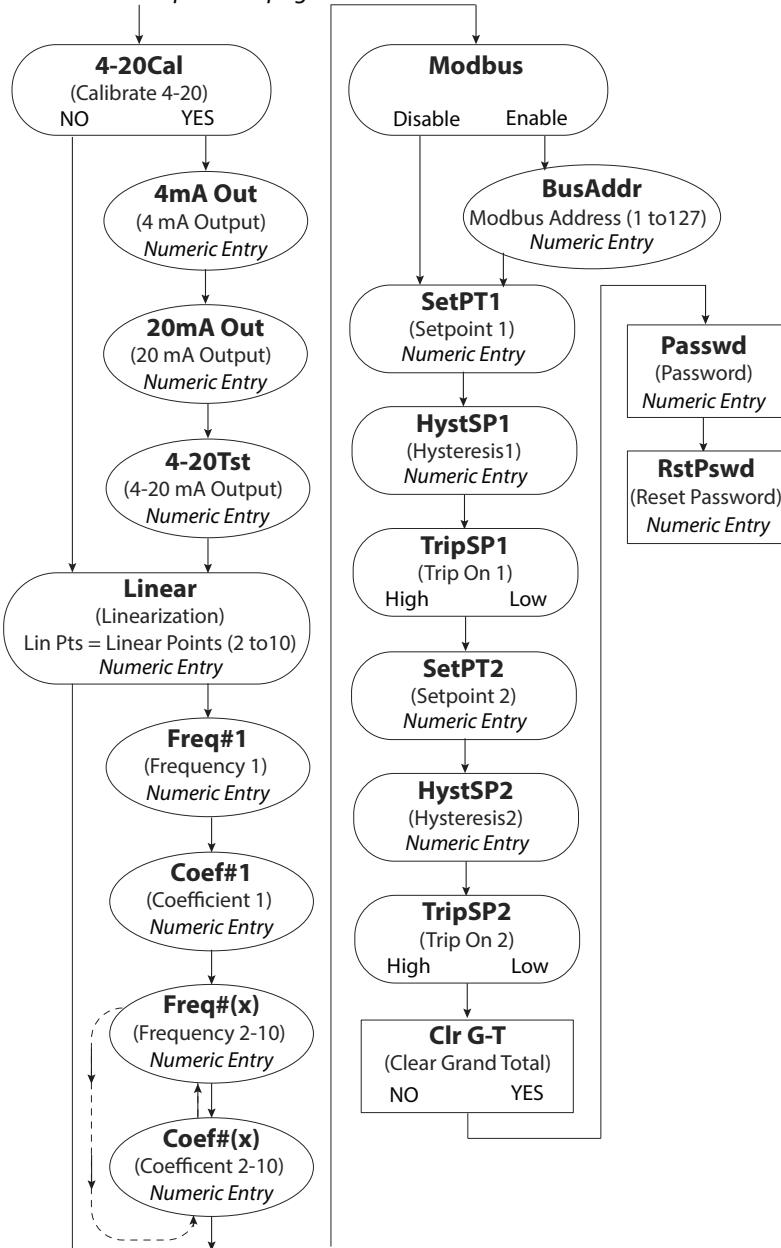 4-20Cal
(Calibrate 4-20)
NO YES
4mA Out
(4 mA Output)
Numeric Entry
20mA Out
(20 mA Output)
Numeric Entry
4-20Tst
(4-20 mA Output)
Numeric Entry
Linear
(Linearization)
Lin Pts = Linear Points (2 to10)
Numeric Entry
Freq#1
(Frequency 1)
Numeric Entry
Coef#1
(Coefficient 1)
Numeric Entry
Freq#(x)
(Frequency 2-10)
Numeric Entry
Coef#(x)
(Coefficent 2-10)
Numeric Entry
Modbus
Disable Enable
BusAddr
Modbus Address (1 to127)
Numeric Entry
SetPT1
(Setpoint 1)
Numeric Entry
HystSP1
(Hysteresis1)
Numeric Entry
TripSP1
(Trip On 1)
High Low
SetPT2
(Setpoint 2)
Numeric Entry
HystSP2
(Hysteresis2)
Numeric Entry
TripSP2
(Trip On 2)
High Low
Clr G-T
(Clear Grand Total)
NO YES
Passwd
(Password)
Numeric Entry
RstPswd
(Reset Password)
Numeric Entry